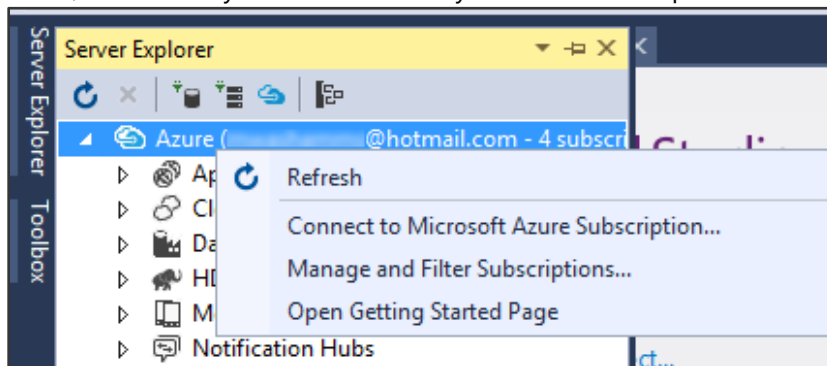 Server Explorer
Toolbox
Server Explorer
Azure ( @hotmail.com - 4 subscri
Ap
Refresh
Cl
Connect to Microsoft Azure Subscription...
Da
Manage and Filter Subscriptions...
HD
M
Open Getting Started Page
Notification Hubs
ct...